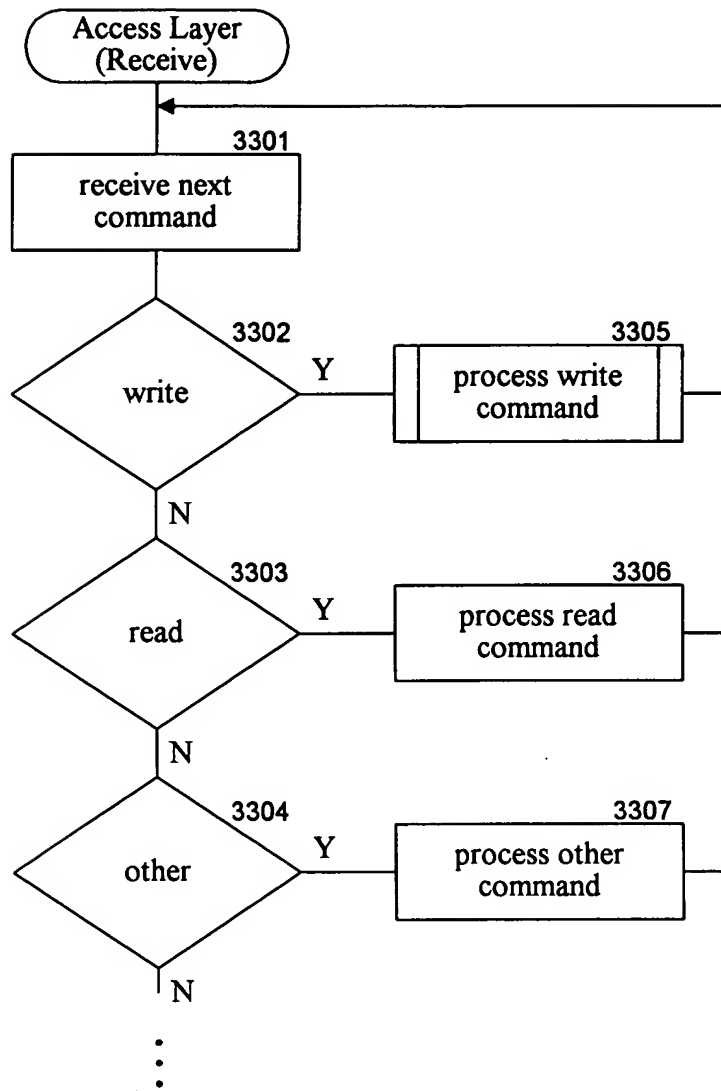 Access Layer
(Receive)
3301
receive next
command
3302
write
Y
3305
process write
command
N
3303
read
Y
3306
process read
command
N
3304
other
Y
3307
process other
command
N